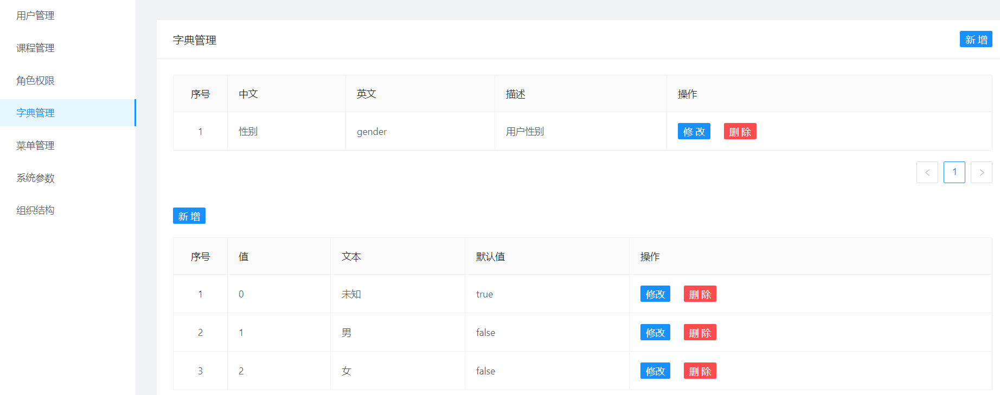 用户管理
课程管理
角色权限
字典管理
菜单管理
系统参数
组织结构
字典管理 新增
序号 中文 英文 描述 操作
1 性别 gender 用户性别 修改 删除
< 1 >
新增
序号 值 文本 默认值 操作
1 0 未知 true 修改 删除
2 1 男 false 修改 删除
3 2 女 false 修改 删除